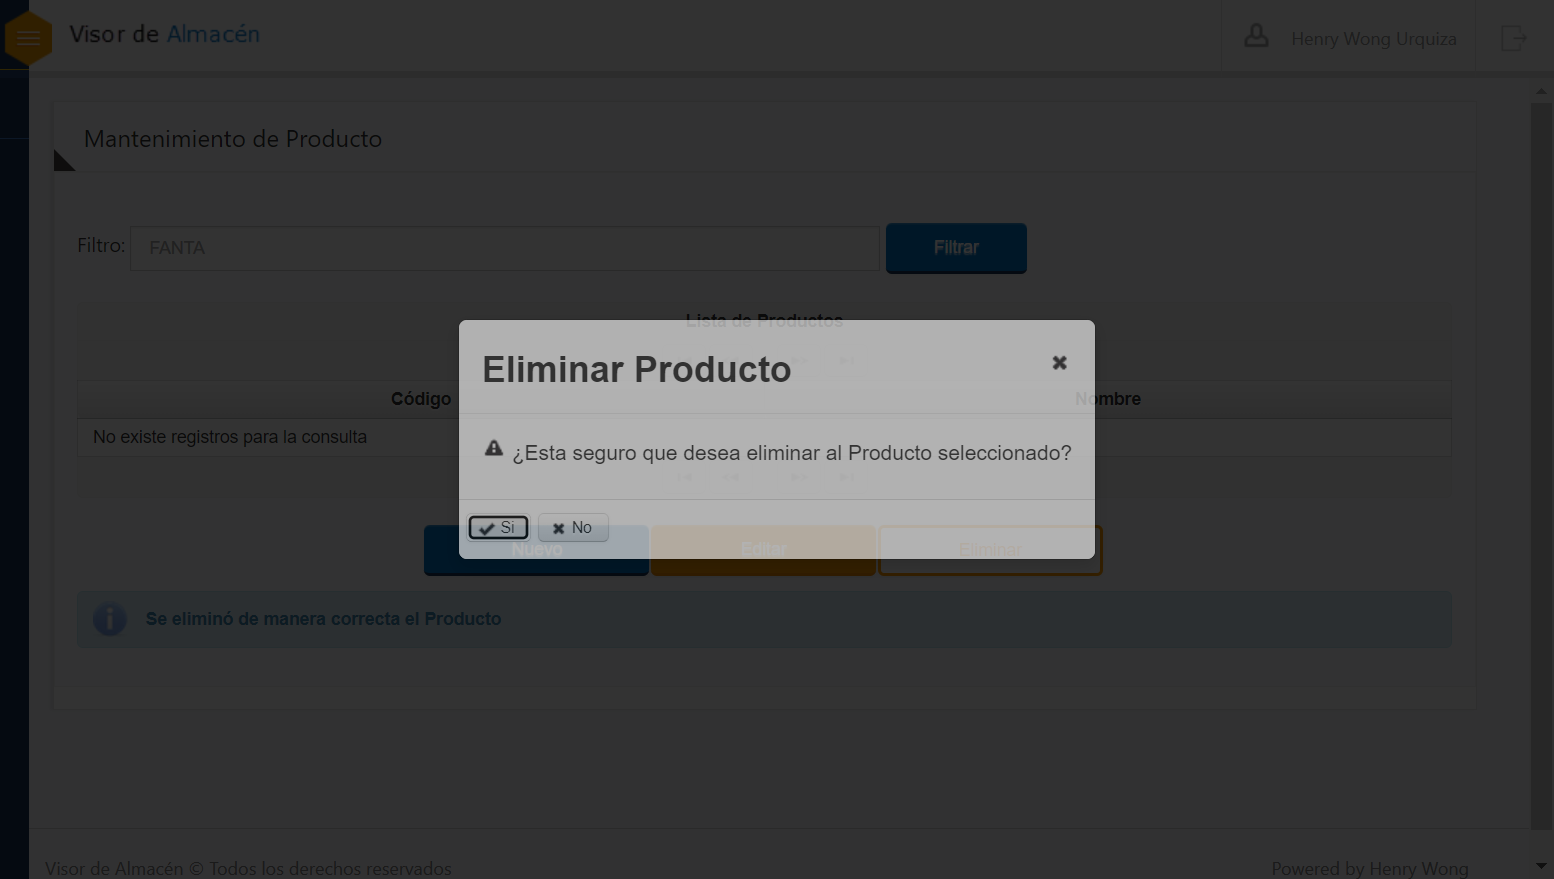 Visor de Almacén
Henry Wong Urquiza
Mantenimiento de Producto
Filtro:
FANTA
Filtrar
Lista de Productos
Código
Nombre
No existe registros para la consulta
Eliminar Producto
¿Esta seguro que desea eliminar al Producto seleccionado?
Si
No
Nuevo
Editar
Eliminar
Se eliminó de manera correcta el Producto
Visor de Almacén © Todos los derechos reservados
Powered by Henry Wong